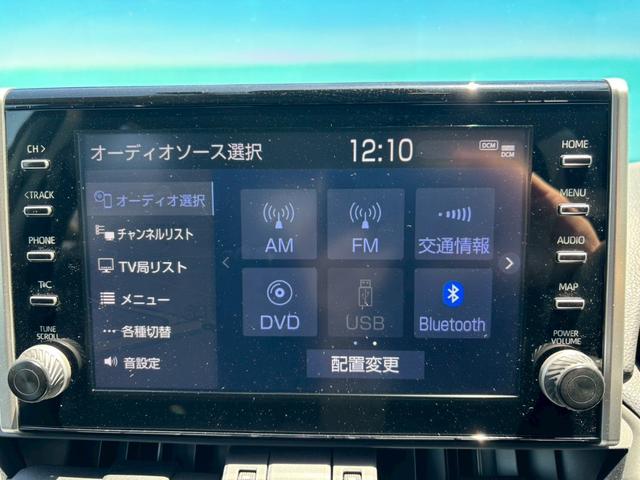 オーディオソース選択 12:10 DCM DCM
CH >
<TRACK
PHONE
T∕C
TUNE
SCROLL
オーディオ選択
チャンネルリスト
TV局リスト
メニュー
各種切替
音設定
AM FM 交通情報
DVD USB Bluetooth
配置変更
HOME
MENU
AUDIO
MAP
POWER
VOLUME